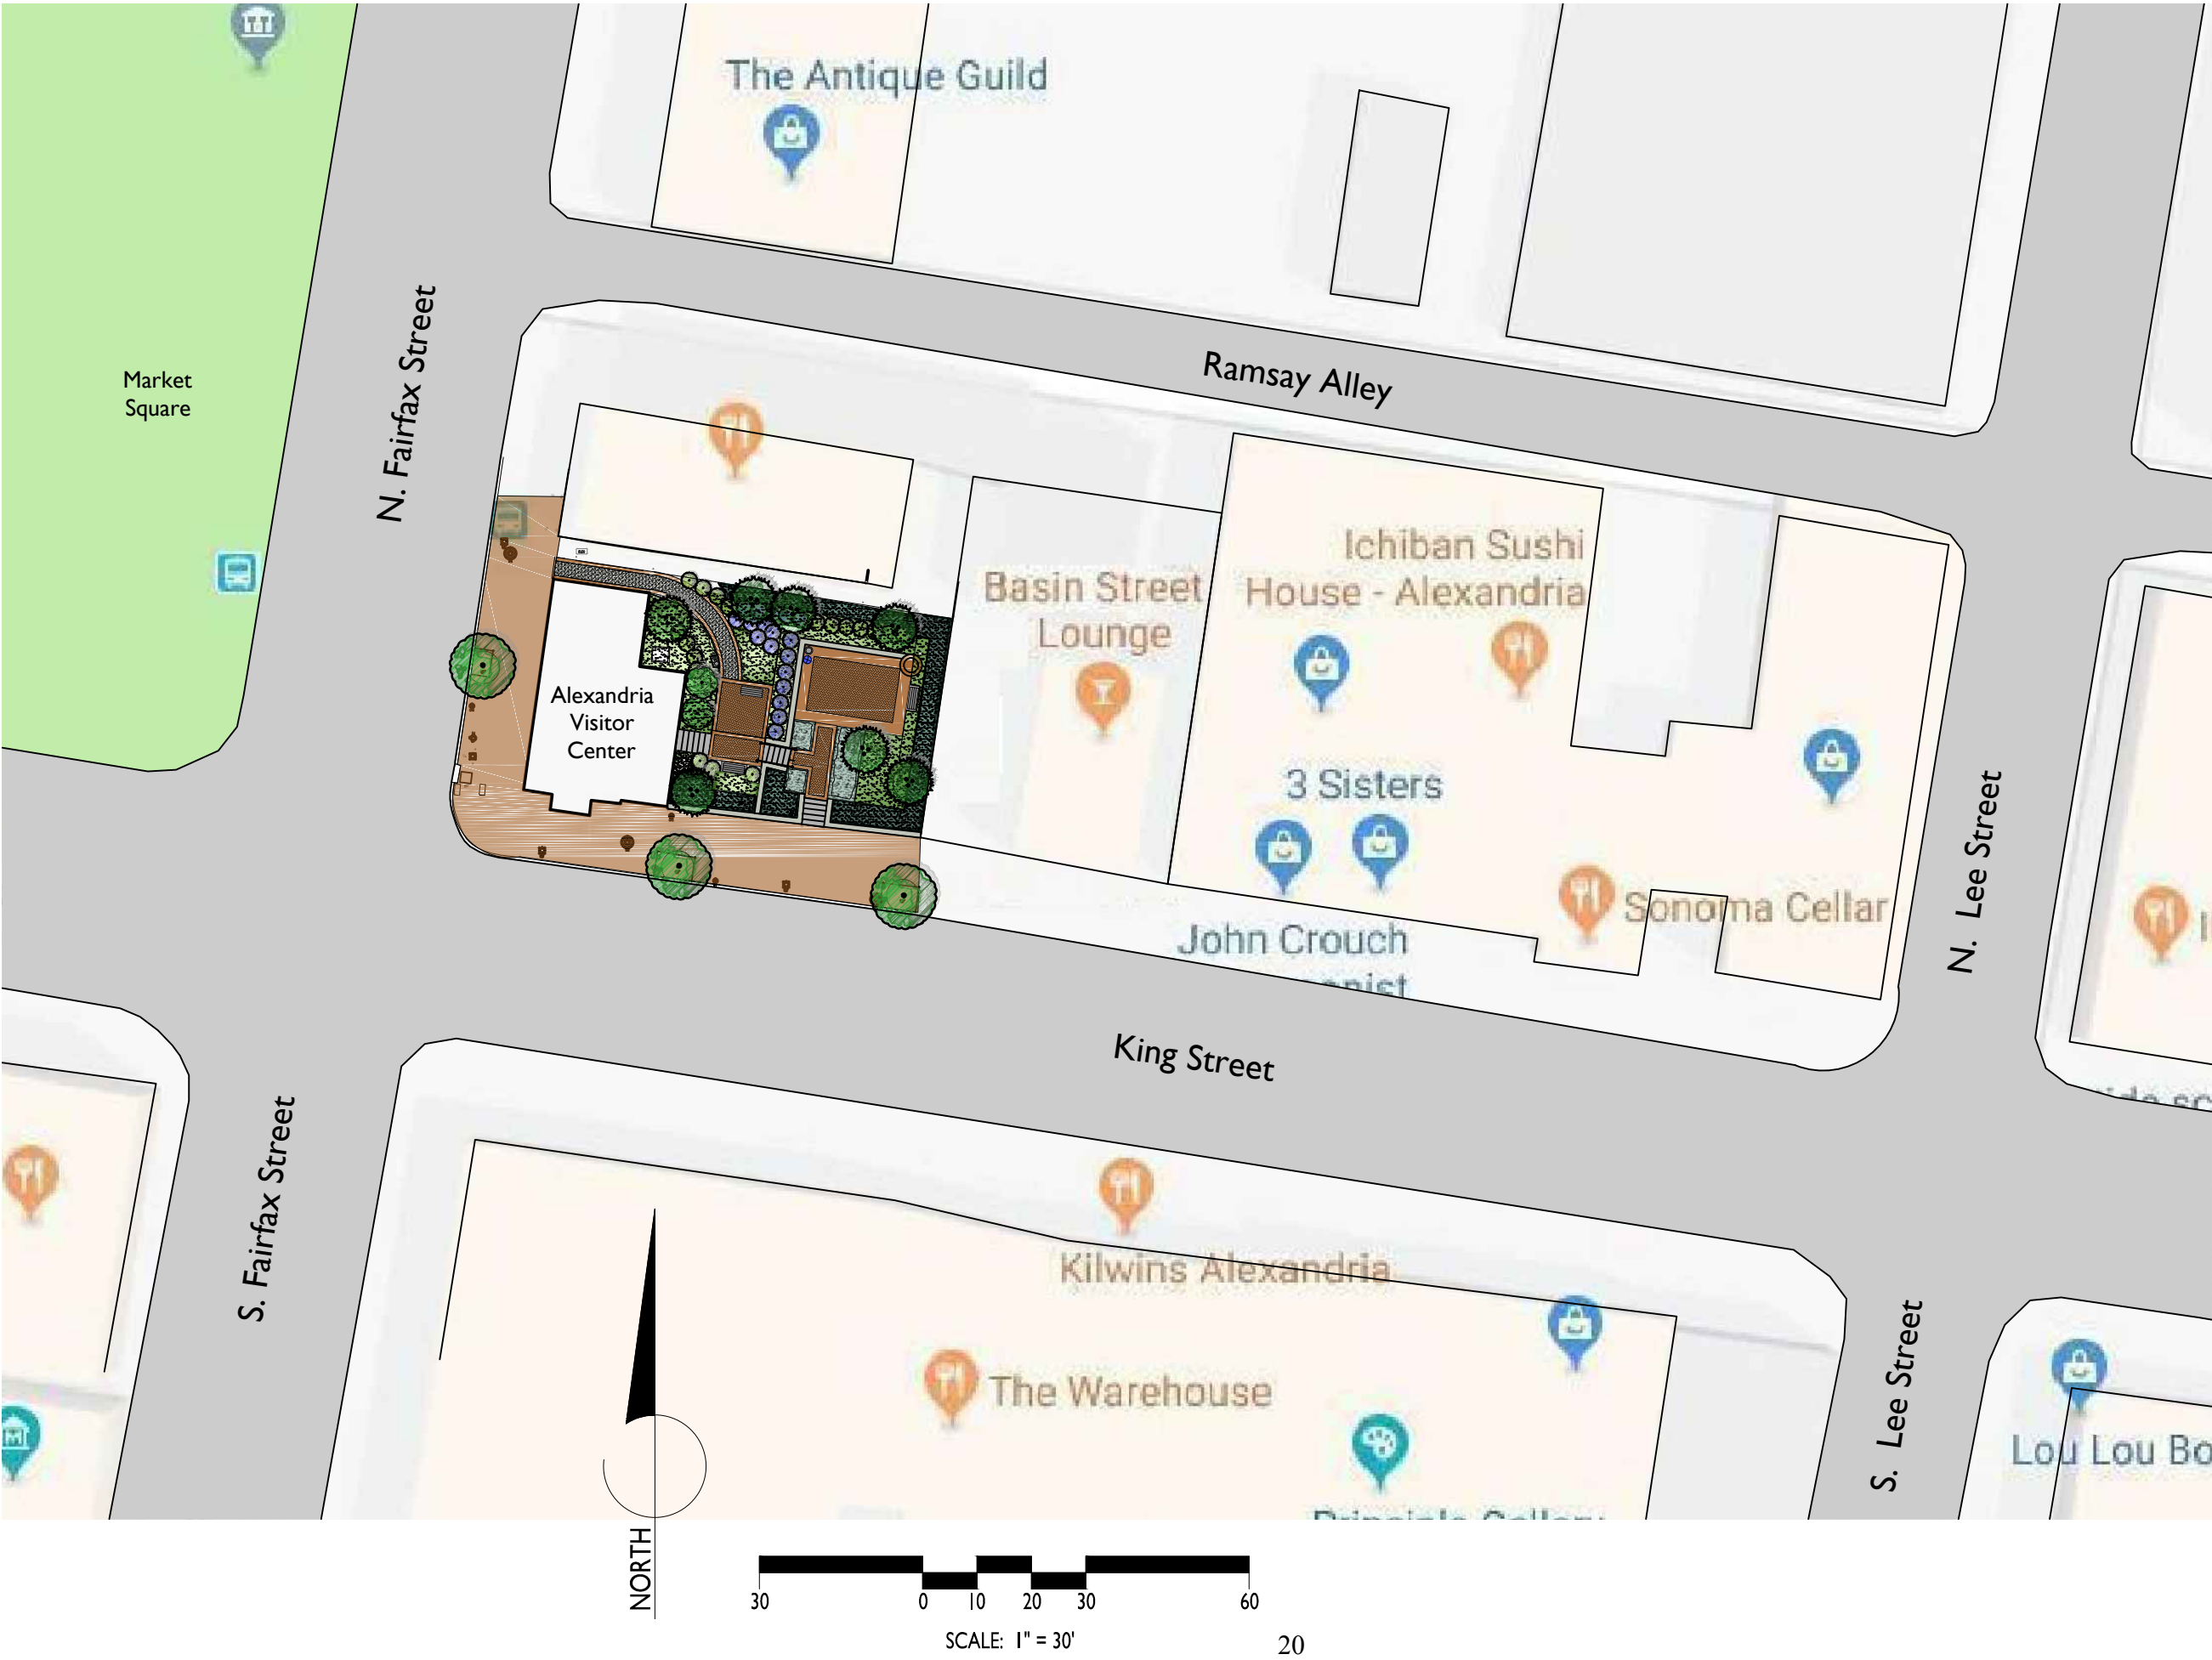 The Antique Guild
N. Fairfax Street
Ramsay Alley
Market
Square
Ichiban Sushi
House - Alexandria
Basin Street
Lounge
Alexandria
Visitor
Center
3 Sisters
N. Lee Street
Sonoma Cellar
John Crouch
King Street
S. Fairfax Street
Kilwins Alexandria
The Warehouse
S. Lee Street
Lou Lou Bo
NORTH
30 0 10 20 30 60
SCALE: 1" = 30'
20